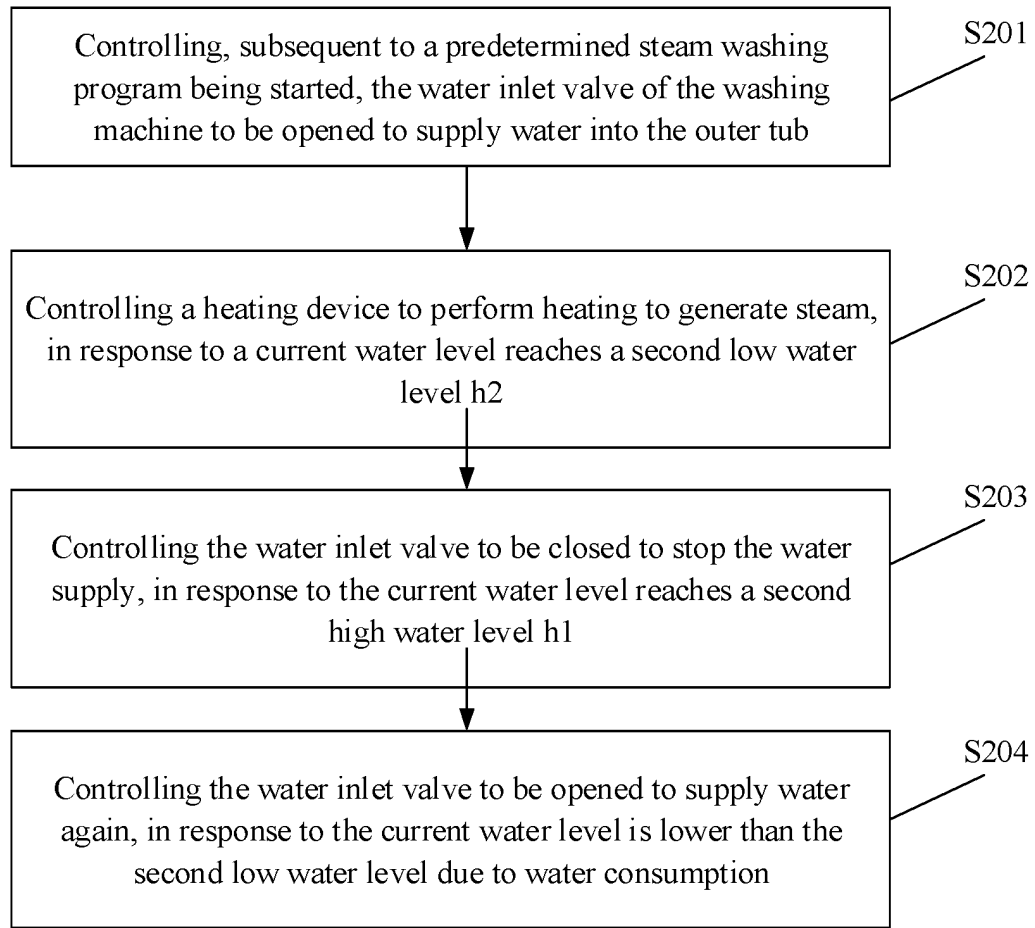 Controlling, subsequent to a predetermined steam washing
program being started, the water inlet valve of the washing
machine to be opened to supply water into the outer tub
S201
Controlling a heating device to perform heating to generate steam,
in response to a current water level reaches a second low water
level h2
S202
Controlling the water inlet valve to be closed to stop the water
supply, in response to the current water level reaches a second
high water level h1
S203
Controlling the water inlet valve to be opened to supply water
again, in response to the current water level is lower than the
second low water level due to water consumption
S204